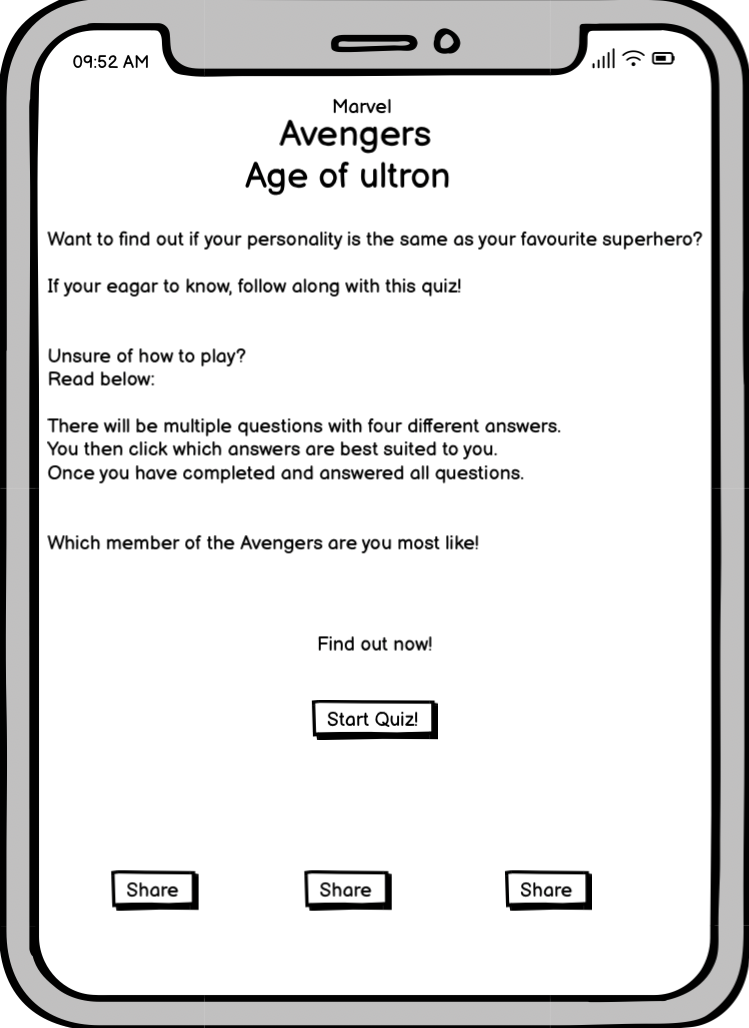 09:52 AM
Marvel
Avengers
Age of ultron
Want to find out if your personality is the same as your favourite superhero?
If your eagar to know, follow along with this quiz!
Unsure of how to play?
Read below:
There will be multiple questions with four different answers.
You then click which answers are best suited to you.
Once you have completed and answered all questions.
Which member of the Avengers are you most like!
Find out now!
Start Quiz!
Share Share Share